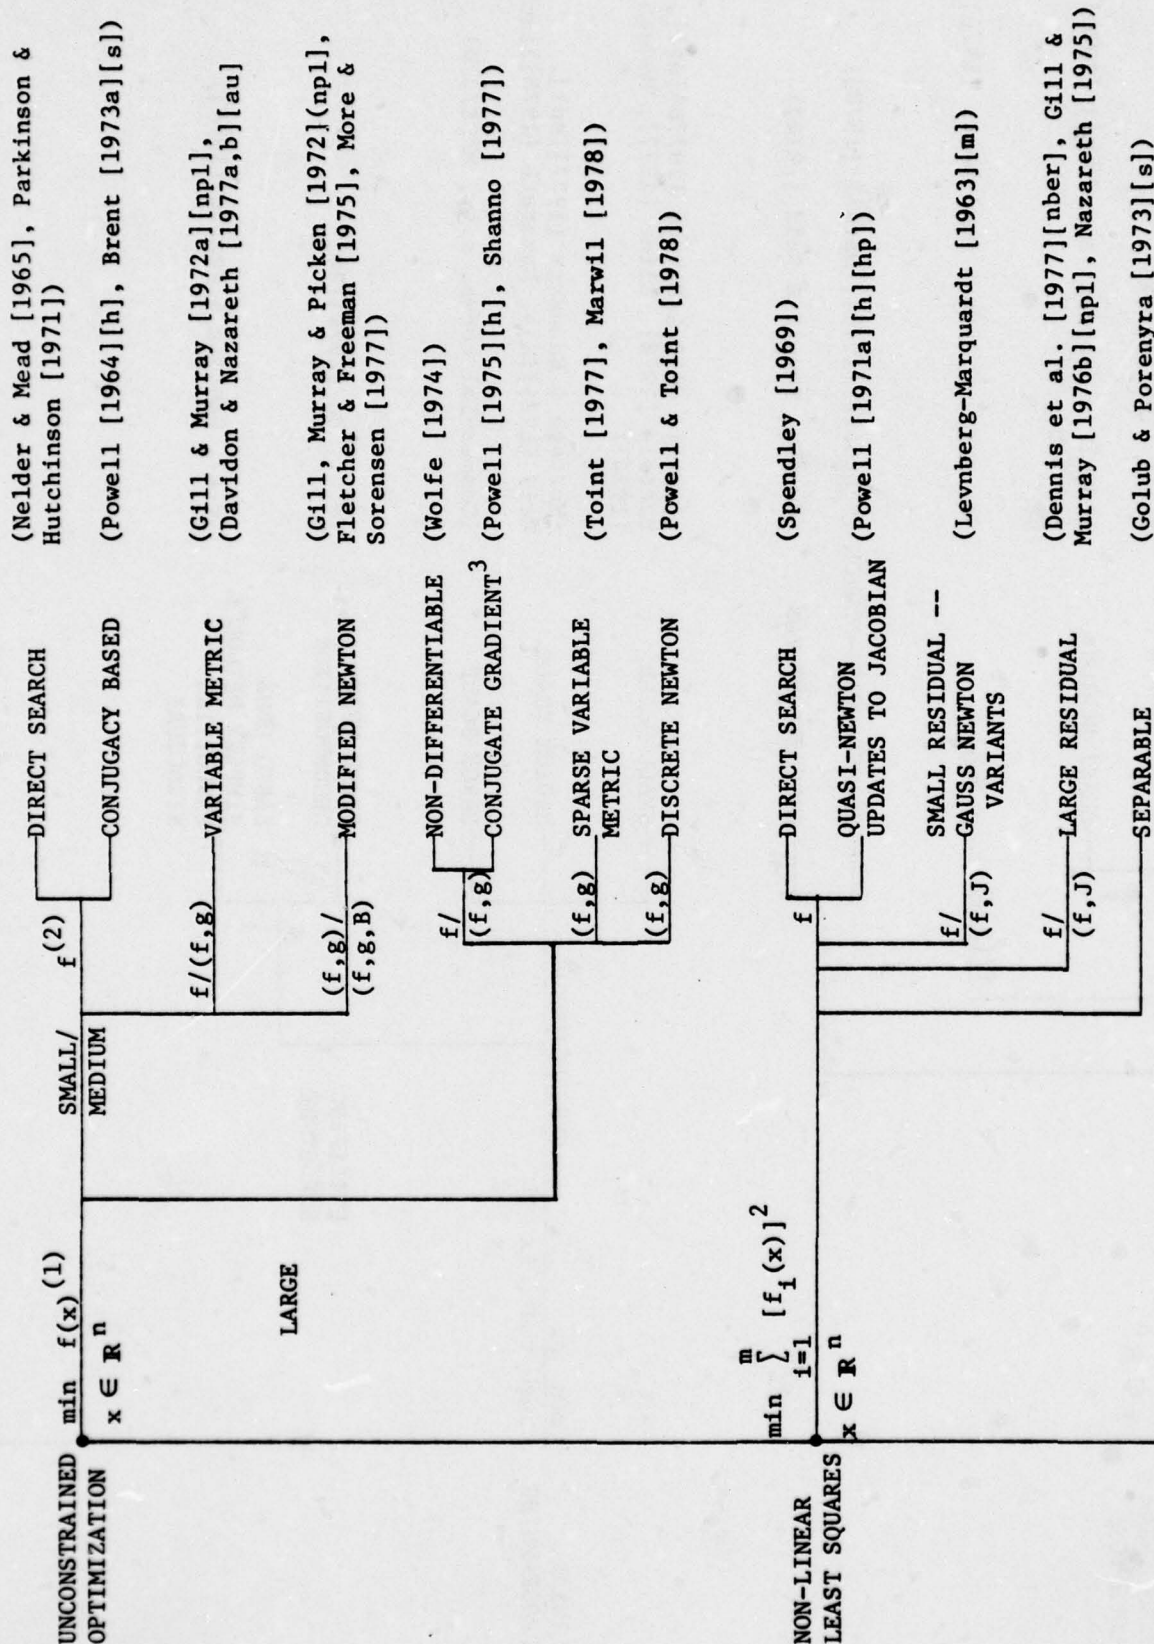 UNCONSTRAINED
OPTIMIZATION
min f(x)(1)
x ∈ R n
SMALL/
MEDIUM
f(2)
DIRECT SEARCH
(Nelder & Mead [1965], Parkinson &
Hutchinson [1971])
CONJUGACY BASED
(Powell [1964][h], Brent [1973a][s])
f/(f,g)
VARIABLE METRIC
(Gill & Murray [1972a][npl],
(Davidon & Nazareth [1977a,b][au]
(f,g)/
(f,g,B)
MODIFIED NEWTON
(Gill, Murray & Picken [1972](npl],
Fletcher & Freeman [1975], More &
Sorensen [1977])
LARGE
f/
(f,g)
NON-DIFFERENTIABLE
(Wolfe [1974])
CONJUGATE GRADIENT3
(Powell [1975][h], Shanno [1977])
(f,g)
SPARSE VARIABLE
METRIC
(Toint [1977], Marwil [1978])
(f,g)
DISCRETE NEWTON
(Powell & Toint [1978])
NON-LINEAR
LEAST SQUARES
min m Σ i=1 [fi(x)]2
x ∈ R n
f
DIRECT SEARCH
(Spendley [1969])
QUASI-NEWTON
UPDATES TO JACOBIAN
(Powell [1971a][h][hp])
f/
(f,J)
SMALL RESIDUAL --
GAUSS NEWTON
VARIANTS
(Levnberg-Marquardt [1963][m])
f/
(f,J)
LARGE RESIDUAL
(Dennis et al. [1977][nber], Gill &
Murray [1976b][npl], Nazareth [1975])
SEPARABLE
(Golub & Porenyra [1973][s])